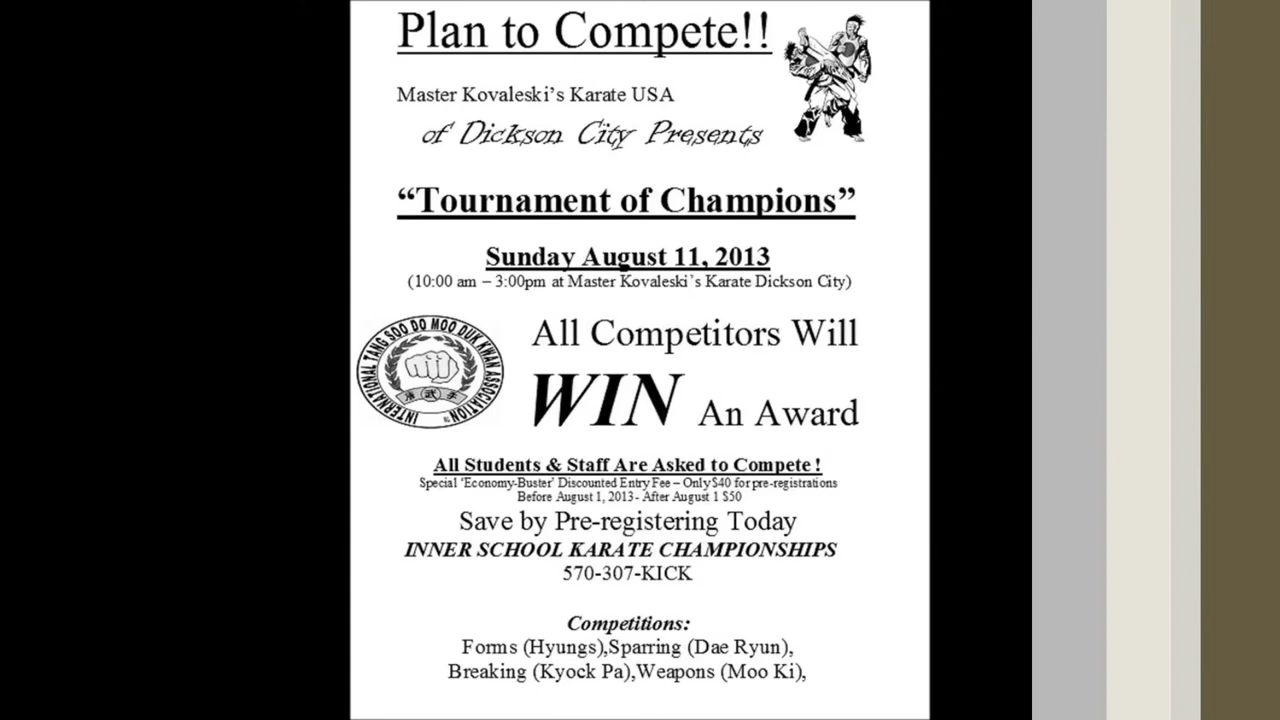 Plan to Compete!!
Master Kovaleski's Karate USA
of Dickson City Presents
“Tournament of Champions”
Sunday August 11, 2013
(10:00 am – 3:00pm at Master Kovaleski's Karate Dickson City)
INTERNATIONAL TANG SOO DO MOO DUK KWAN ASSOCIATION
唐武手
All Competitors Will
WIN An Award
All Students & Staff Are Asked to Compete !
Special 'Economy-Buster' Discounted Entry Fee – Only $40 for pre-registrations
Before August 1, 2013- After August 1 $50
Save by Pre-registering Today
INNER SCHOOL KARATE CHAMPIONSHIPS
570-307-KICK
Competitions:
Forms (Hyungs),Sparring (Dae Ryun),
Breaking (Kyock Pa),Weapons (Moo Ki),